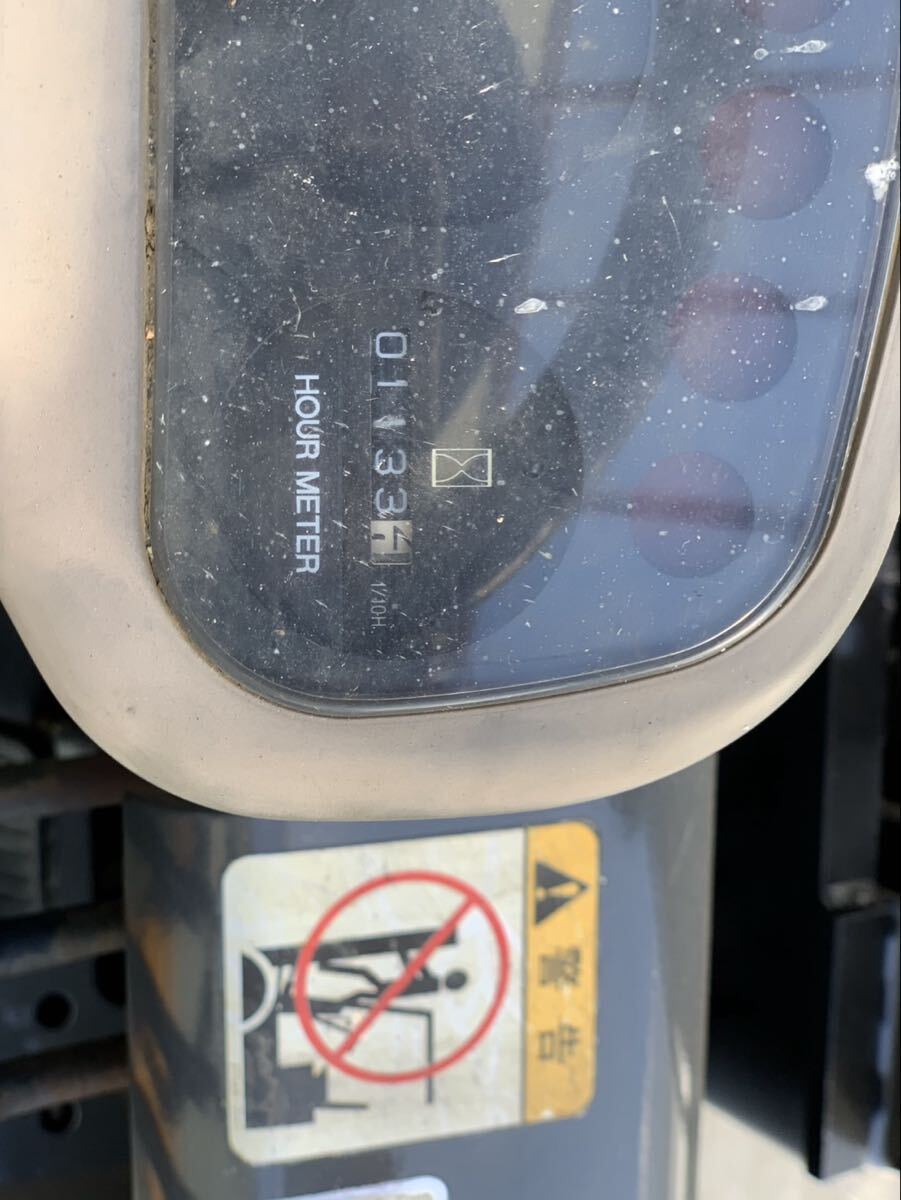 011334
1/10H.
HOUR METER
警告